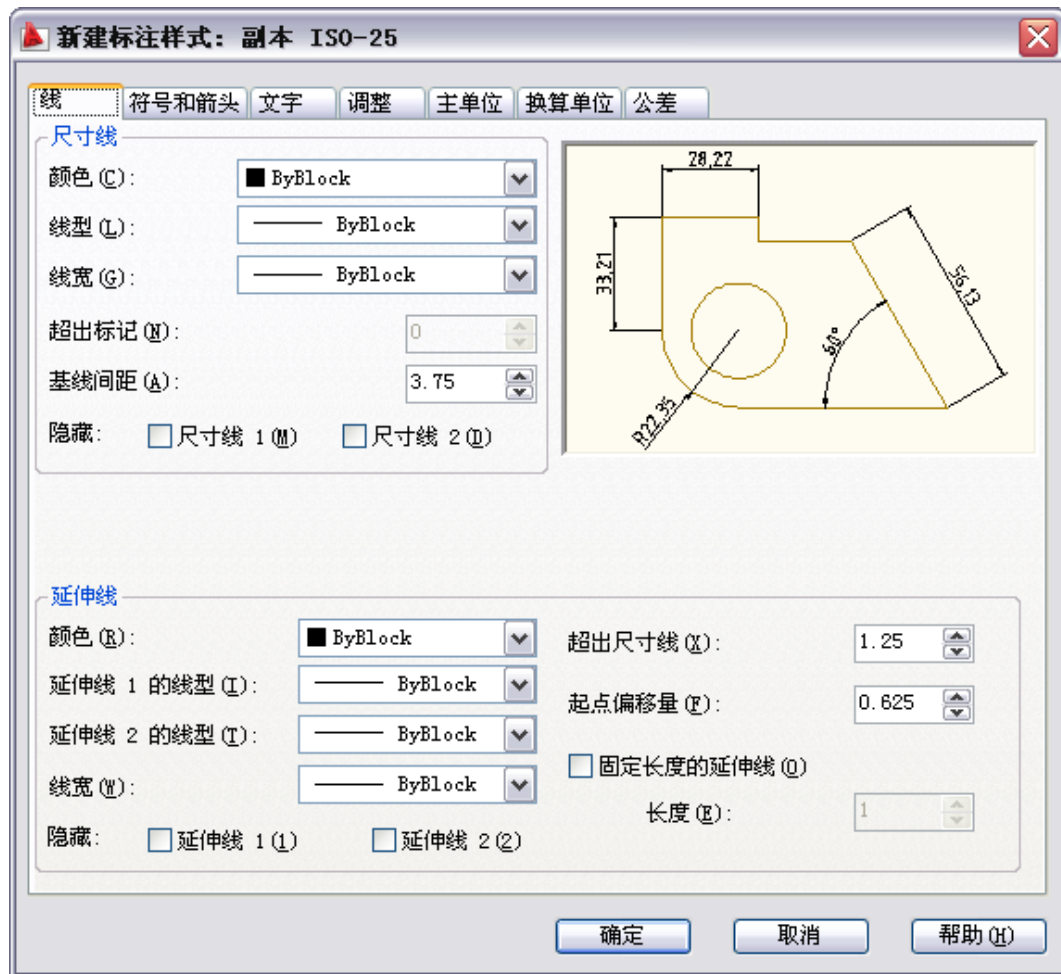 新建标注样式: 副本 ISO-25
线 符号和箭头 文字 调整 主单位 换算单位 公差
尺寸线
颜色(C): ByBlock
线型(L): ByBlock
线宽(G): ByBlock
超出标记(N): 0
基线间距(A): 3.75
隐藏: 尺寸线 1(M) 尺寸线 2(D)
28,22
33,21
56,13
60°
R22,35
延伸线
颜色(R): ByBlock
延伸线 1 的线型(I): ByBlock
延伸线 2 的线型(T): ByBlock
线宽(W): ByBlock
隐藏: 延伸线 1(1) 延伸线 2(2)
超出尺寸线(X): 1.25
起点偏移量(F): 0.625
固定长度的延伸线(O)
长度(E): 1
确定 取消 帮助(H)